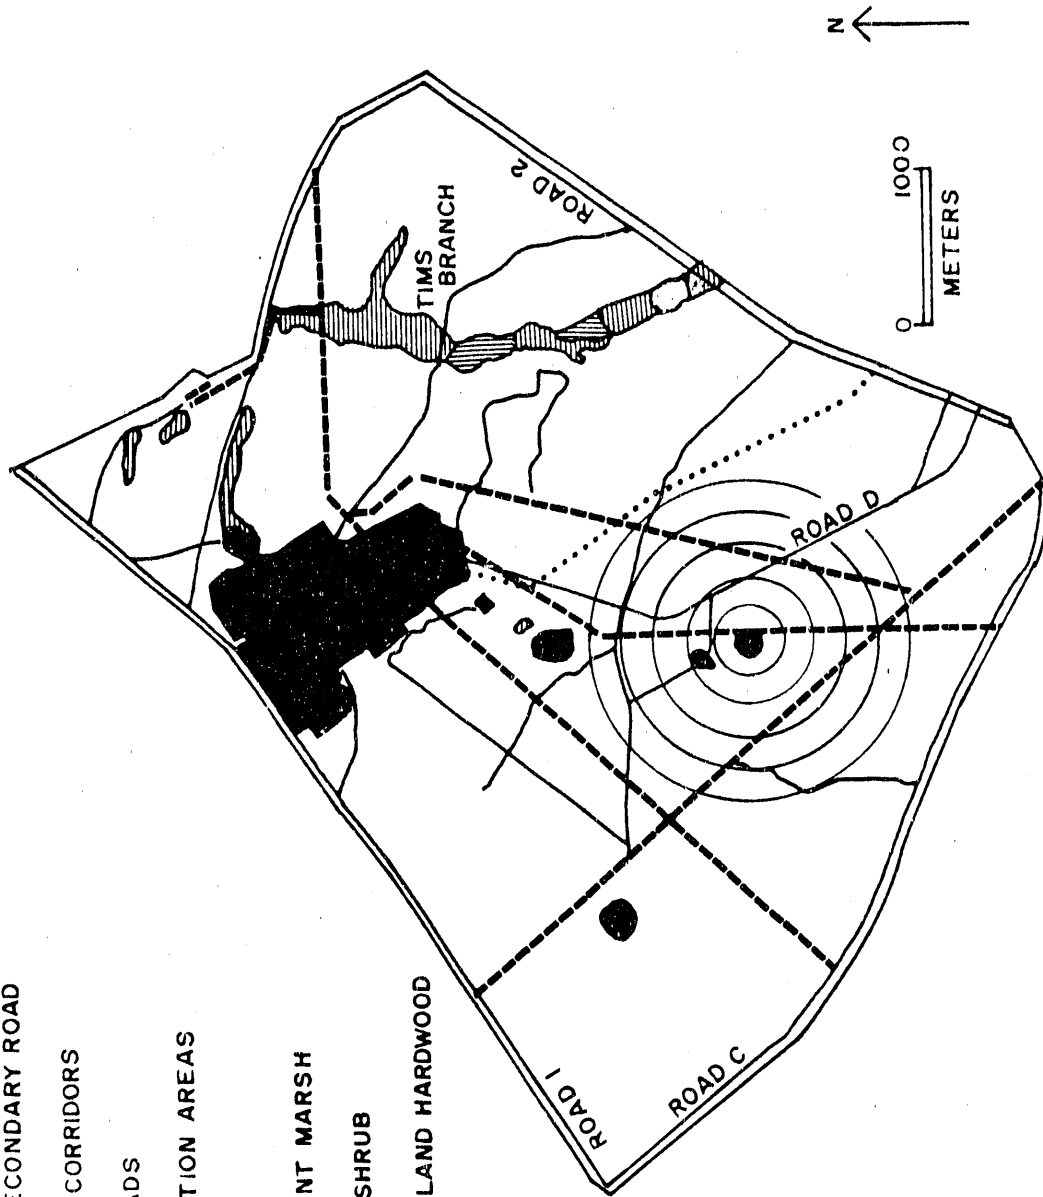 ECONDARY ROAD
CORRIDORS
ADS
TION AREAS
NT MARSH
SHRUB
LAND HARDWOOD
N
TIMS
BRANCH
ROAD 2
0 1000
METERS
ROAD D
ROAD 1
ROAD C